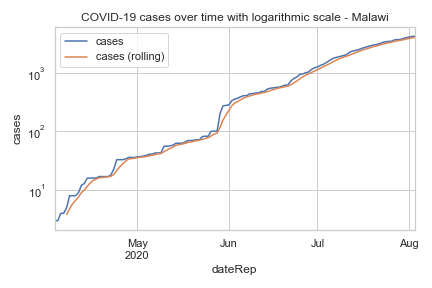 COVID-19 cases over time with logarithmic scale - Malawi
cases
cases (rolling)
10³
10²
10¹
cases
May
2020
Jun
Jul
Aug
dateRep